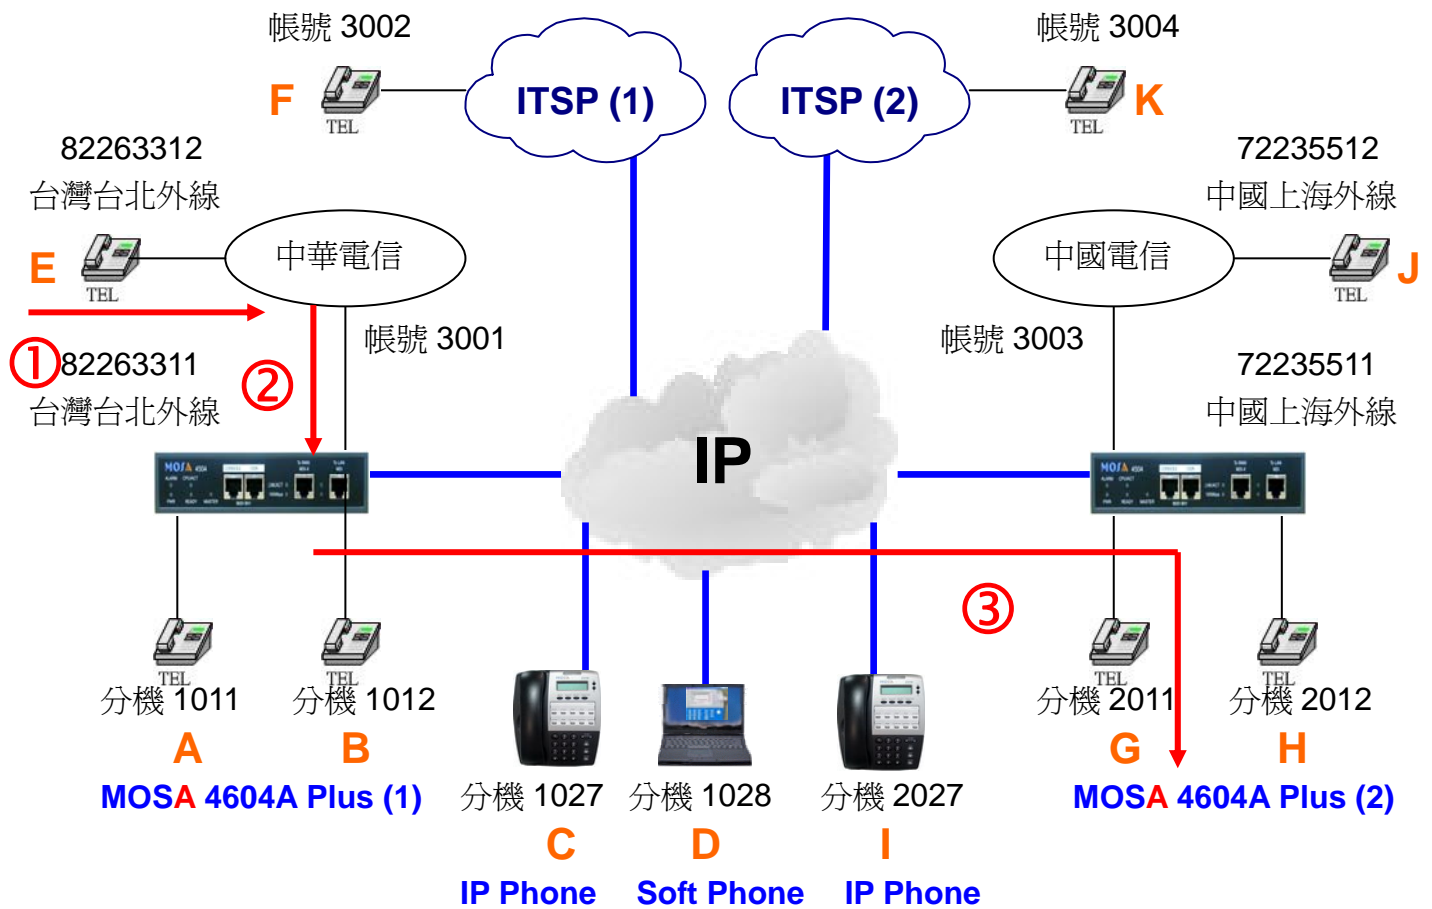 帳號 3002
帳號 3004
F
TEL
ITSP (1)
ITSP (2)
TEL
K
82263312
台灣台北外線
72235512
中國上海外線
E
TEL
中華電信
中國電信
TEL
J
帳號 3001
帳號 3003
①
82263311
台灣台北外線
②
72235511
中國上海外線
IP
MOSA 4604A
MOSA 4604A
③
TEL
TEL
TEL
TEL
分機 1011
分機 1012
分機 2011
分機 2012
A
B
G
H
MOSA 4604A Plus (1)
分機 1027
分機 1028
分機 2027
MOSA 4604A Plus (2)
C
D
I
IP Phone
Soft Phone
IP Phone